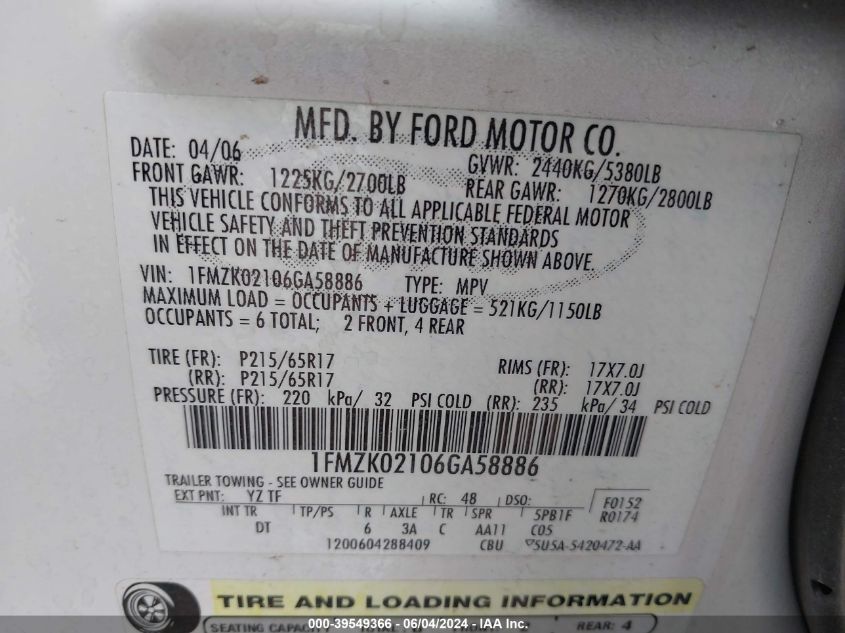 MFD. BY FORD MOTOR CO.
DATE: 04/06 GVWR: 2440KG/5380LB
FRONT GAWR: 1225KG/2700LB REAR GAWR: 1270KG/2800LB
THIS VEHICLE CONFORMS TO ALL APPLICABLE FEDERAL MOTOR
VEHICLE SAFETY AND THEFT PREVENTION STANDARDS
IN EFFECT ON THE DATE OF MANUFACTURE SHOWN ABOVE.
VIN: 1FMZK02106GA58886 TYPE: MPV
MAXIMUM LOAD = OCCUPANTS + LUGGAGE = 521KG/1150LB
OCCUPANTS = 6 TOTAL; 2 FRONT, 4 REAR
TIRE (FR): P215/65R17 RIMS (FR): 17X7.0J
(RR): P215/65R17 (RR): 17X7.0J
PRESSURE (FR): 220 kPa/ 32 PSI COLD (RR): 235 kPa/ 34 PSI COLD
1FMZK02106GA58886
TRAILER TOWING - SEE OWNER GUIDE
EXT PNT: YZ TF RC: 48 DSO: F0152
INT TR TP/PS R AXLE TR SPR 5PB1F R0174
DT 6 3A C AA11 C05
1200604288409 CBU 5U5A-5420472-AA
TIRE AND LOADING INFORMATION
SEATING CAPACITY REAR: 4
000-39549366 - 06/04/2024 - IAA Inc.